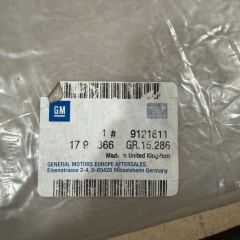 GM
1 # 9121811
17 9 366 GR.15.286
Made in United Kingdom
GENERAL MOTORS EUROPE AFTERSALES,
Eisenstrasse 2-4, D-65428 Rüsselsheim Germany